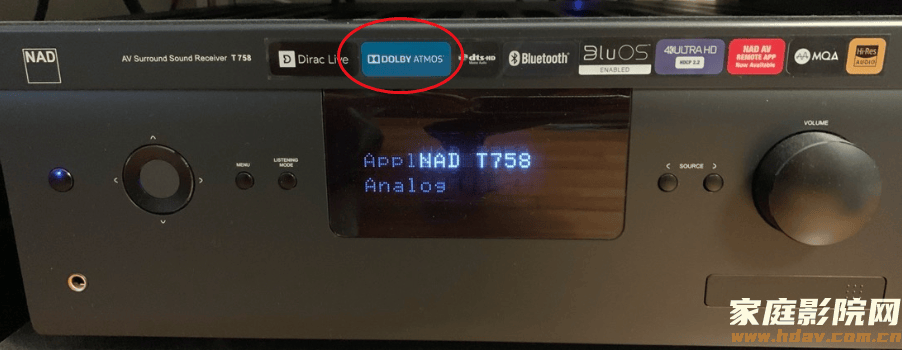 NAD
AV Surround Sound Receiver T 758
Dirac Live
DOLBY ATMOS
dts-HD
Master Audio
Bluetooth
BluOS
ENABLED
4K ULTRA HD
HDCP 2.2
NAD AV
REMOTE APP
Now Available
MQA
Hi-Res
AUDIO
MENU
LISTENING
MODE
ApplNAD T758
Analog
SOURCE
VOLUME
家庭影院网
www.hdav.com.cn